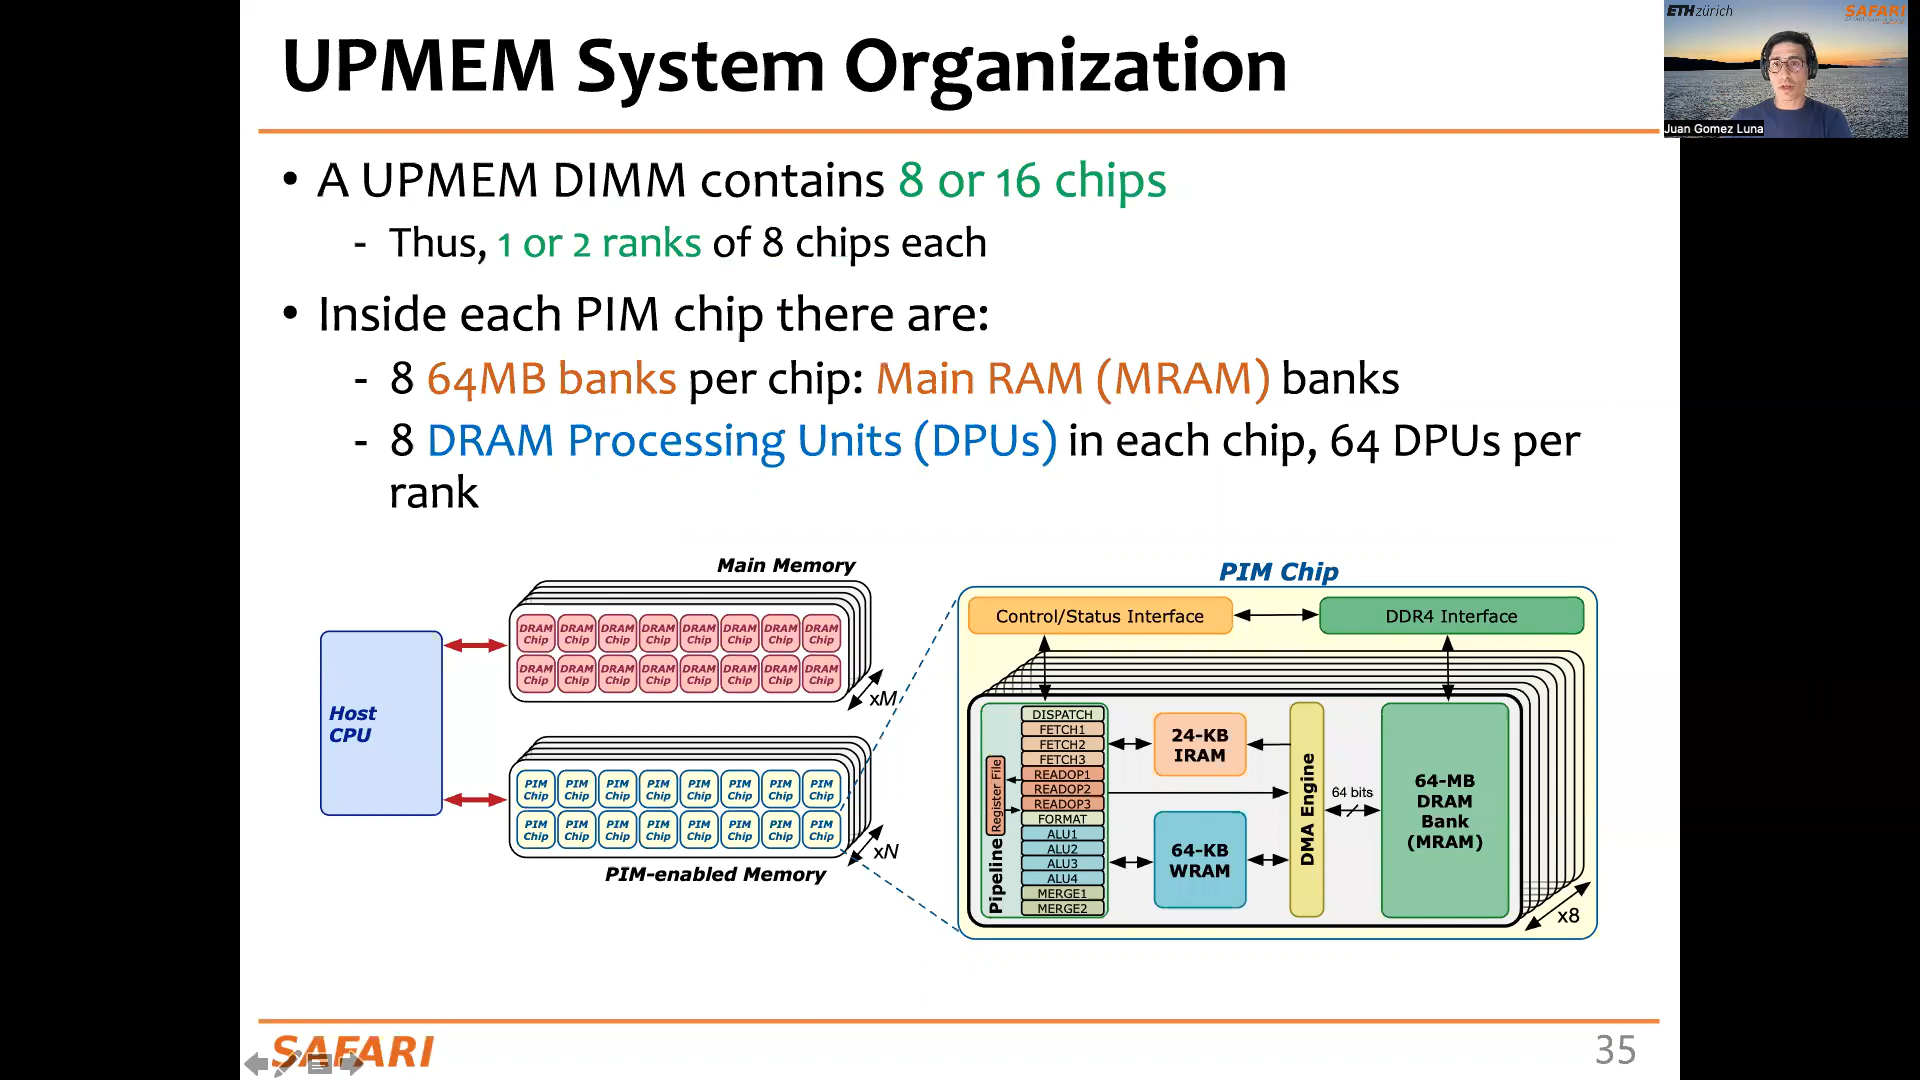 UPMEM System Organization
ETH zürich
SAFARI
Juan Gomez Luna
• A UPMEM DIMM contains 8 or 16 chips
- Thus, 1 or 2 ranks of 8 chips each
• Inside each PIM chip there are:
- 8 64MB banks per chip: Main RAM (MRAM) banks
- 8 DRAM Processing Units (DPUs) in each chip, 64 DPUs per
rank
Main Memory
DRAM DRAM DRAM DRAM DRAM DRAM DRAM DRAM
Chip Chip Chip Chip Chip Chip Chip Chip
DRAM DRAM DRAM DRAM DRAM DRAM DRAM DRAM
Chip Chip Chip Chip Chip Chip Chip Chip
xM
Host
CPU
PIM PIM PIM PIM PIM PIM PIM PIM
Chip Chip Chip Chip Chip Chip Chip Chip
PIM PIM PIM PIM PIM PIM PIM PIM
Chip Chip Chip Chip Chip Chip Chip Chip
xN
PIM-enabled Memory
PIM Chip
Control/Status Interface
DDR4 Interface
Pipeline
Register File
DISPATCH
FETCH1
FETCH2
FETCH3
READOP1
READOP2
READOP3
FORMAT
ALU1
ALU2
ALU3
ALU4
MERGE1
MERGE2
24-KB
IRAM
64-KB
WRAM
DMA Engine
64 bits
64-MB
DRAM
Bank
(MRAM)
x8
SAFARI
35